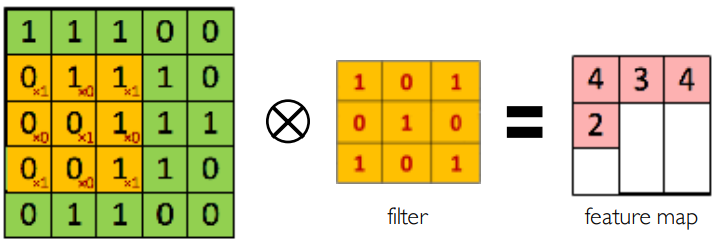 1 1 1 0 0
0 ×1 1 ×0 1 ×1 1 0
0 ×0 0 ×1 1 ×0 1 1
0 ×1 0 ×0 1 ×1 1 0
0 1 1 0 0
⊗
1 0 1
0 1 0
1 0 1
filter
=
4 3 4
2
feature map